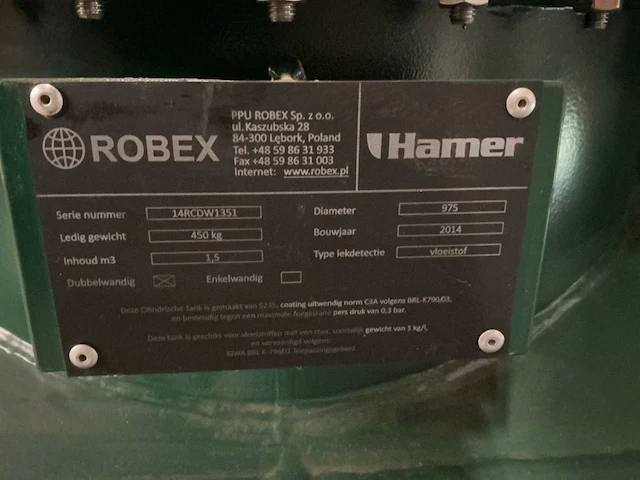 ROBEX
PPU ROBEX Sp. z o.o.
ul.Kaszubska 28
84-300 Lębork, Poland
Tel. +48 59 86 31 933
Fax +48 59 86 31 003
Internet: www.robex.pl
Hamer
Serie nummer 14RCDW1351
Ledig gewicht 450 kg
Inhoud m3 1,5
Dubbelwandig Enkelwandig
Diameter 975
Bouwjaar 2014
Type lekdetectie vloeistof
Deze Cilindrische Tank is gemaakt van S235, coating uitwendig norm C3A volgens BRL-K790/03,
en bestendig tegen een maximale toegestane pers druk van 0,3 bar.
Deze tank is geschikt voor vloeistoffen met een max. soortelijk gewicht van 1 kg/l,
en vervaardigd volgens:
KIWA BRL K-796/02 Toepassingsgebied